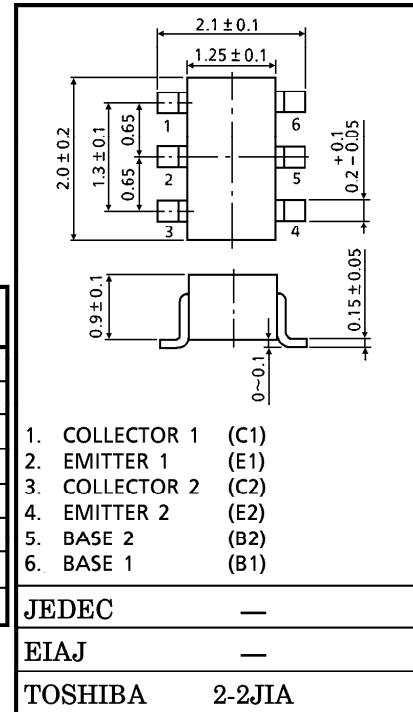 2.1±0.1
1.25±0.1
2.0±0.2
1.3±0.1
0.65
0.65
1
2
3
6
5
4
+0.1
0.2-0.05
0.9±0.1
0.15±0.05
0~0.1
1. COLLECTOR 1 (C1)
2. EMITTER 1 (E1)
3. COLLECTOR 2 (C2)
4. EMITTER 2 (E2)
5. BASE 2 (B2)
6. BASE 1 (B1)
JEDEC —
EIAJ —
TOSHIBA 2-2JIA